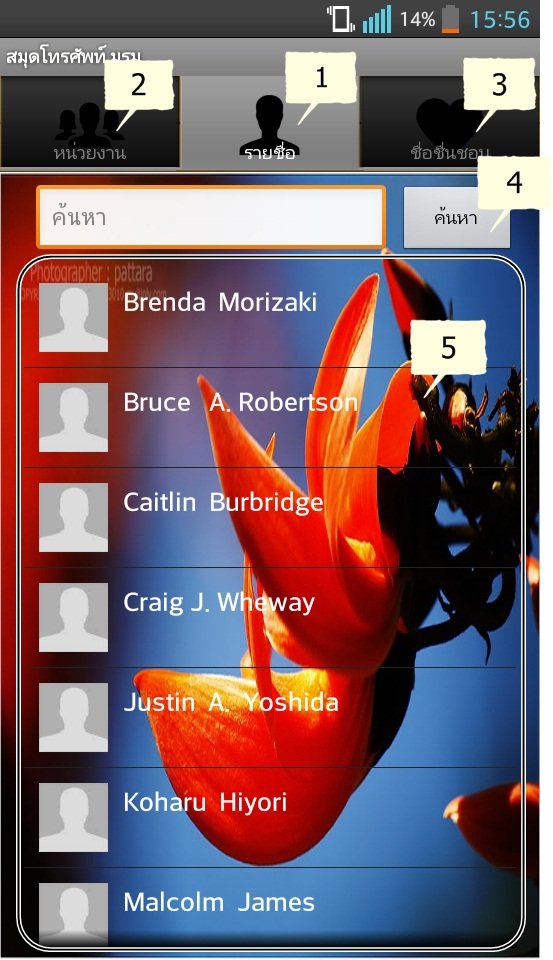 14% 15:56
สมุดโทรศัพท์ มรม
2 1 3
หน่วยงาน รายชื่อ ชื่อชื่นชอบ
4
ค้นหา ค้นหา
Photographer : pattara
Brenda Morizaki
5
Bruce A. Robertson
Caitlin Burbridge
Craig J. Wheway
Justin A. Yoshida
Koharu Hiyori
Malcolm James